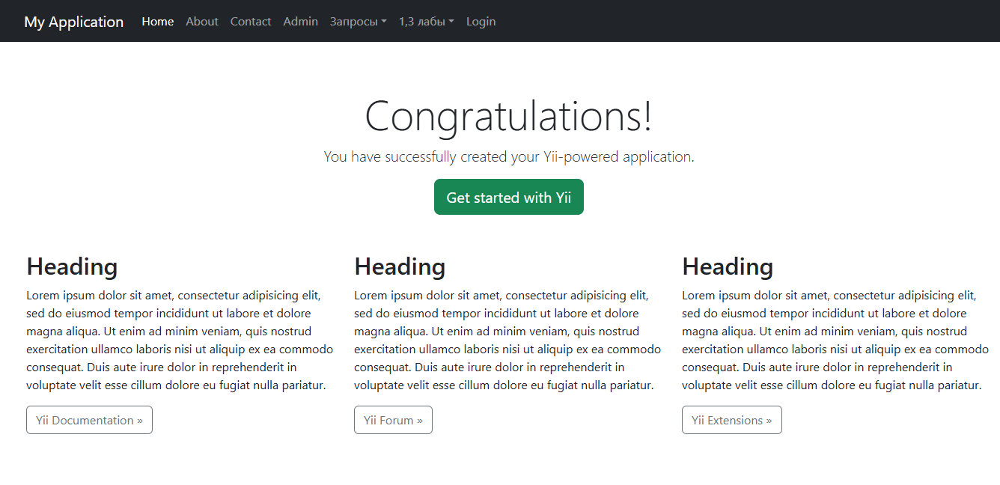 My Application Home About Contact Admin Запросы 1,3 лабы Login
Congratulations!
You have successfully created your Yii-powered application.
Get started with Yii
Heading
Lorem ipsum dolor sit amet, consectetur adipisicing elit,
sed do eiusmod tempor incididunt ut labore et dolore
magna aliqua. Ut enim ad minim veniam, quis nostrud
exercitation ullamco laboris nisi ut aliquip ex ea commodo
consequat. Duis aute irure dolor in reprehenderit in
voluptate velit esse cillum dolore eu fugiat nulla pariatur.
Yii Documentation »
Heading
Lorem ipsum dolor sit amet, consectetur adipisicing elit,
sed do eiusmod tempor incididunt ut labore et dolore
magna aliqua. Ut enim ad minim veniam, quis nostrud
exercitation ullamco laboris nisi ut aliquip ex ea commodo
consequat. Duis aute irure dolor in reprehenderit in
voluptate velit esse cillum dolore eu fugiat nulla pariatur.
Yii Forum »
Heading
Lorem ipsum dolor sit amet, consectetur adipisicing elit,
sed do eiusmod tempor incididunt ut labore et dolore
magna aliqua. Ut enim ad minim veniam, quis nostrud
exercitation ullamco laboris nisi ut aliquip ex ea commodo
consequat. Duis aute irure dolor in reprehenderit in
voluptate velit esse cillum dolore eu fugiat nulla pariatur.
Yii Extensions »